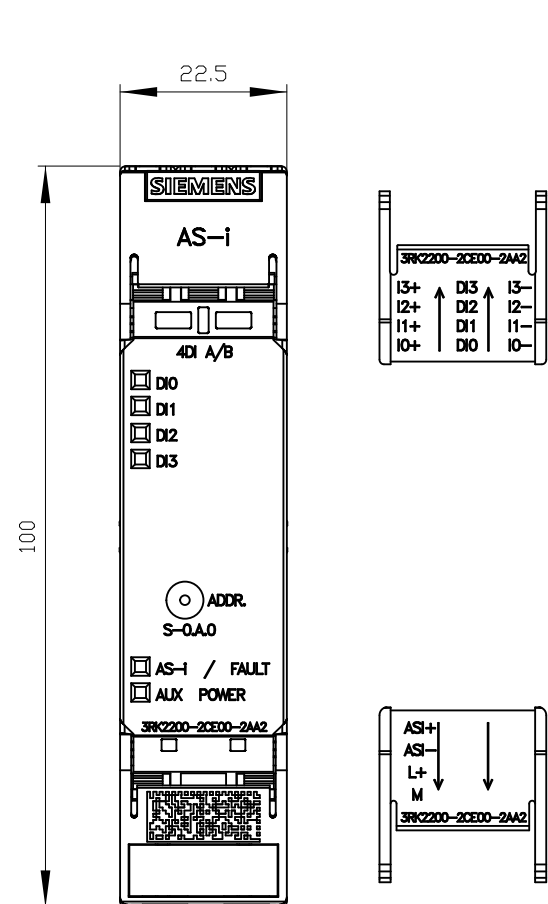 22.5
SIEMENS
AS-i
4DI A/B
DI0
DI1
DI2
DI3
100
ADDR.
S-0.A.0
AS-i / FAULT
AUX POWER
3RK2200-2CE00-2AA2
3RK2200-2CE00-2AA2
I3+ DI3 I3-
I2+ DI2 I2-
I1+ DI1 I1-
I0+ DI0 I0-
ASI+
ASI-
L+
M
3RK2200-2CE00-2AA2